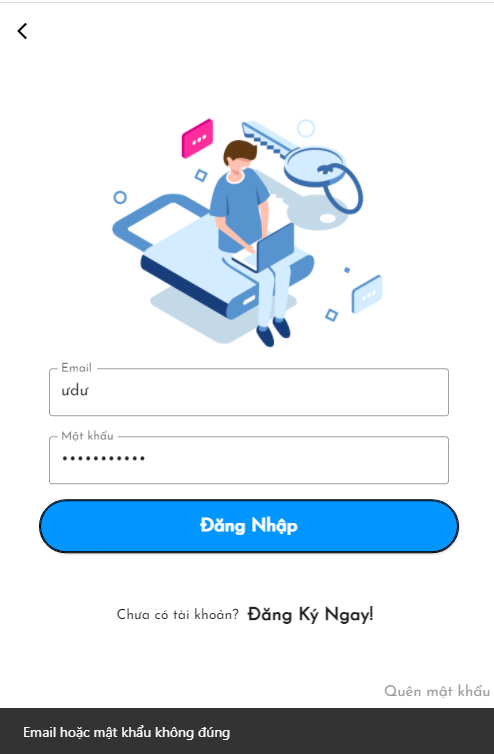 Email
ưdư
Mật khẩu
•••••••••••
Đăng Nhập
Chưa có tài khoản? Đăng Ký Ngay!
Quên mật khẩu
Email hoặc mật khẩu không đúng